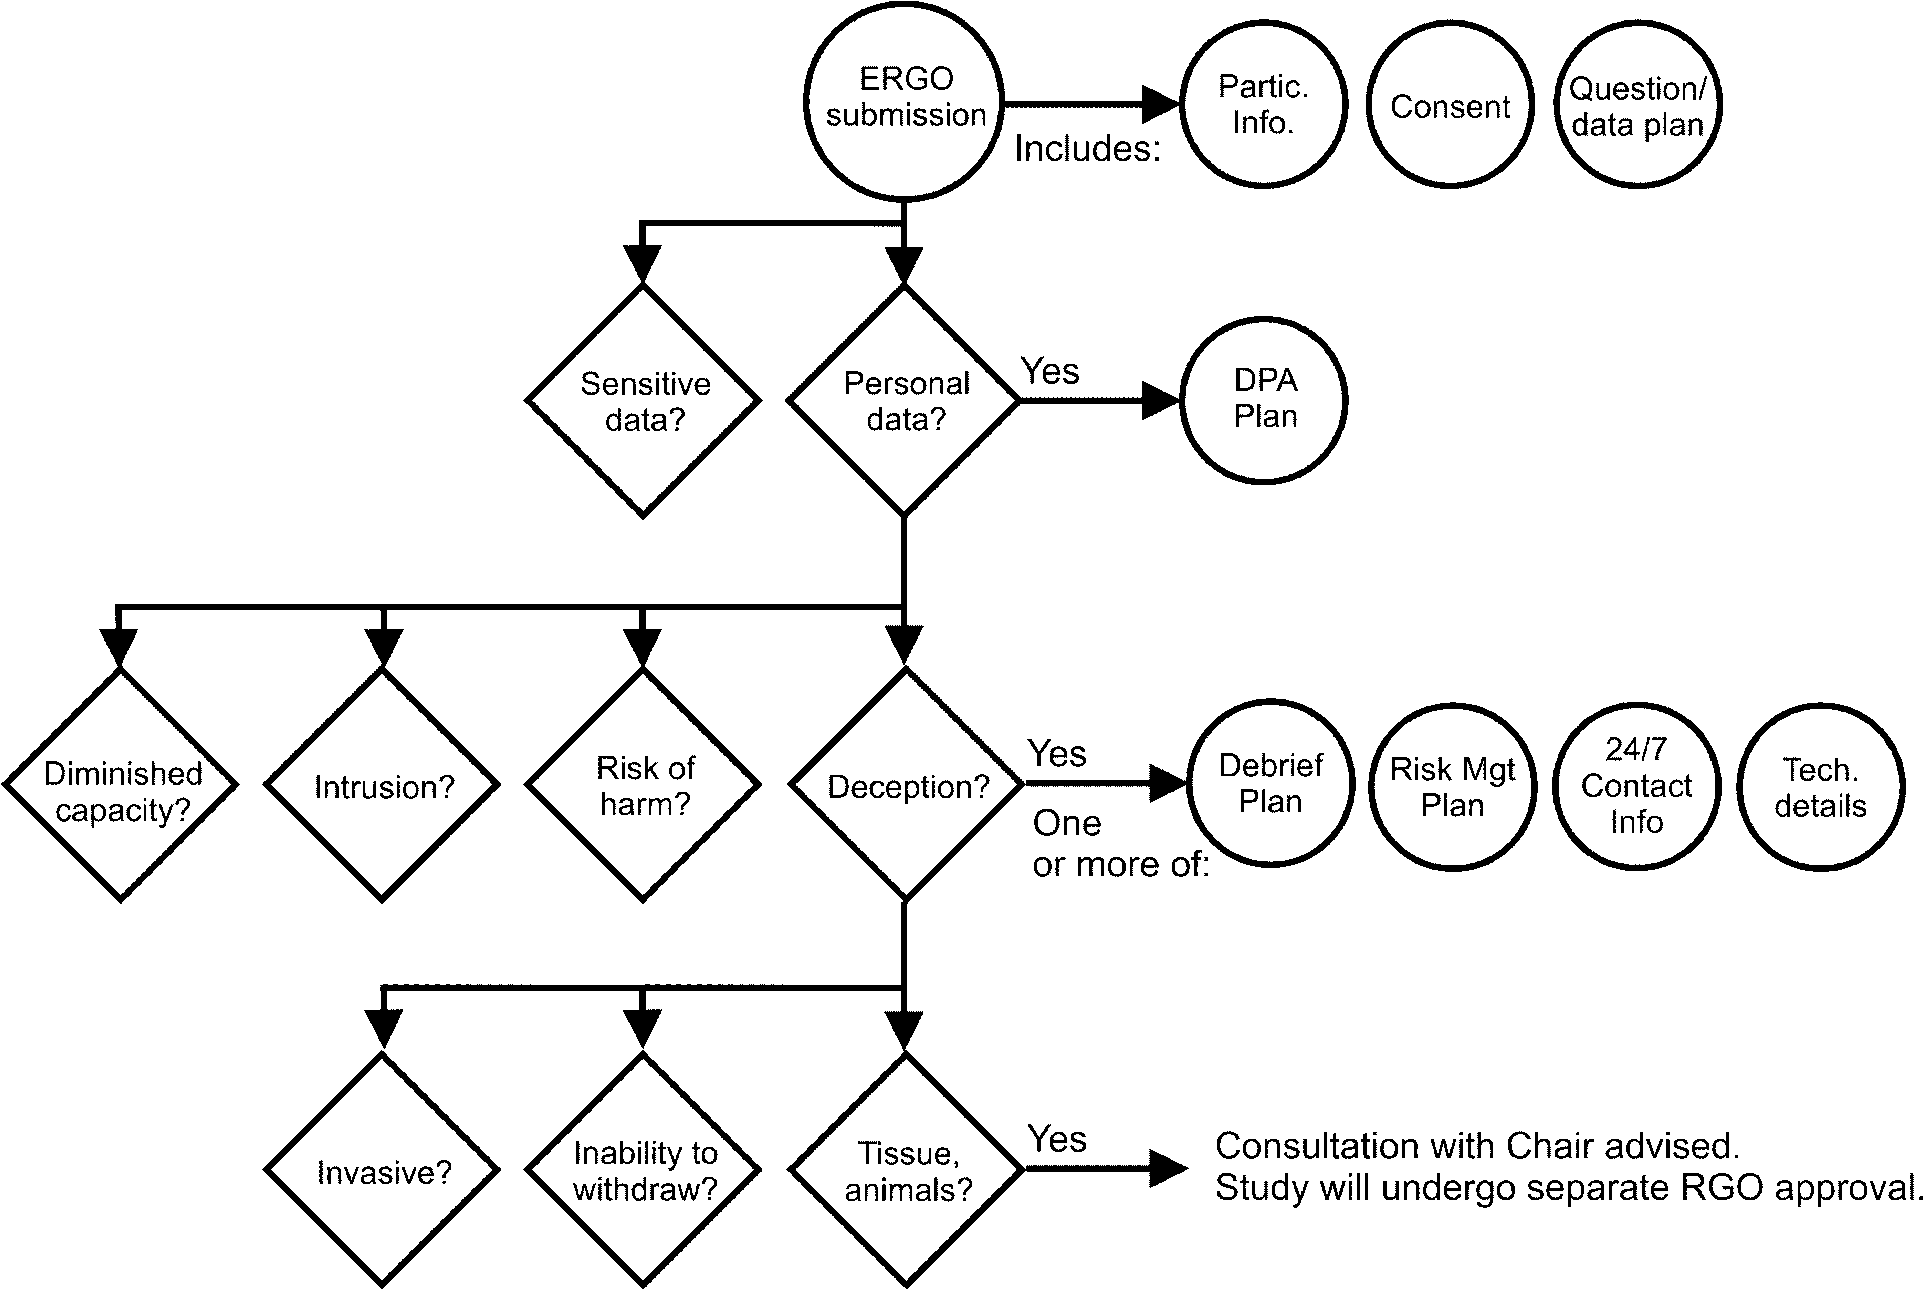 ERGO
submission
Includes:
Partic.
Info.
Consent
Question/
data plan
Sensitive
data?
Personal
data?
Yes
DPA
Plan
Diminished
capacity?
Intrusion?
Risk of
harm?
Deception?
Yes
One
or more of:
Debrief
Plan
Risk Mgt
Plan
24/7
Contact
Info
Tech.
details
Invasive?
Inability to
withdraw?
Tissue,
animals?
Yes
Consultation with Chair advised.
Study will undergo separate RGO approval.